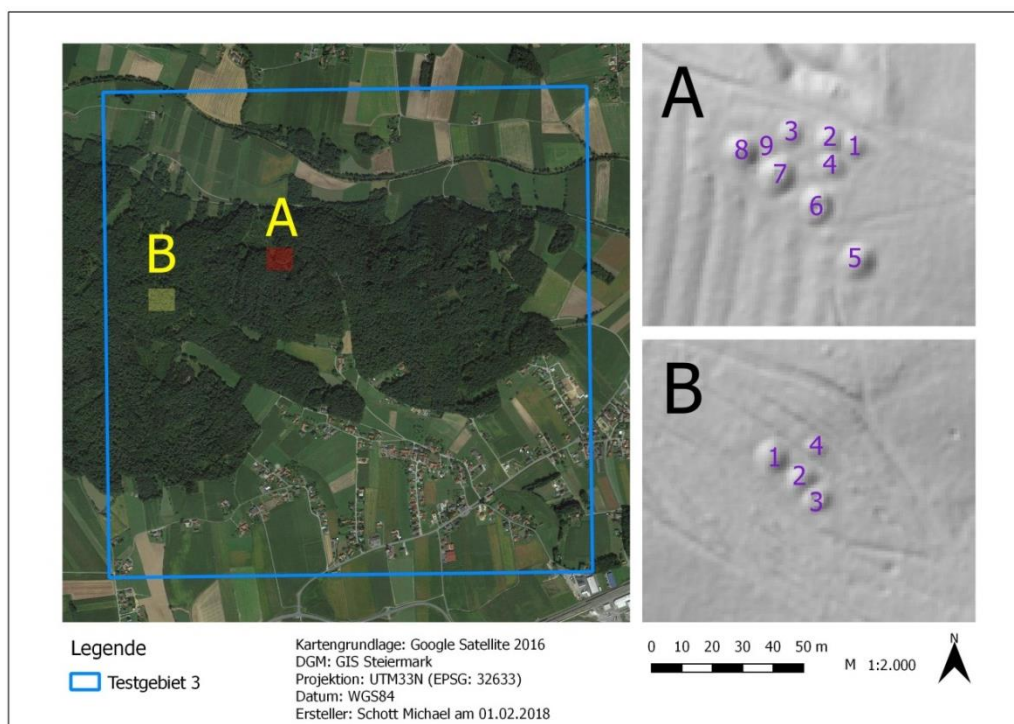 A
B
A
3
2
1
8
9
4
7
6
5
B
4
1
2
3
Legende
Testgebiet 3
Kartengrundlage: Google Satellite 2016
DGM: GIS Steiermark
Projektion: UTM33N (EPSG: 32633)
Datum: WGS84
Ersteller: Schott Michael am 01.02.2018
0 10 20 30 40 50 m
M 1:2.000
N